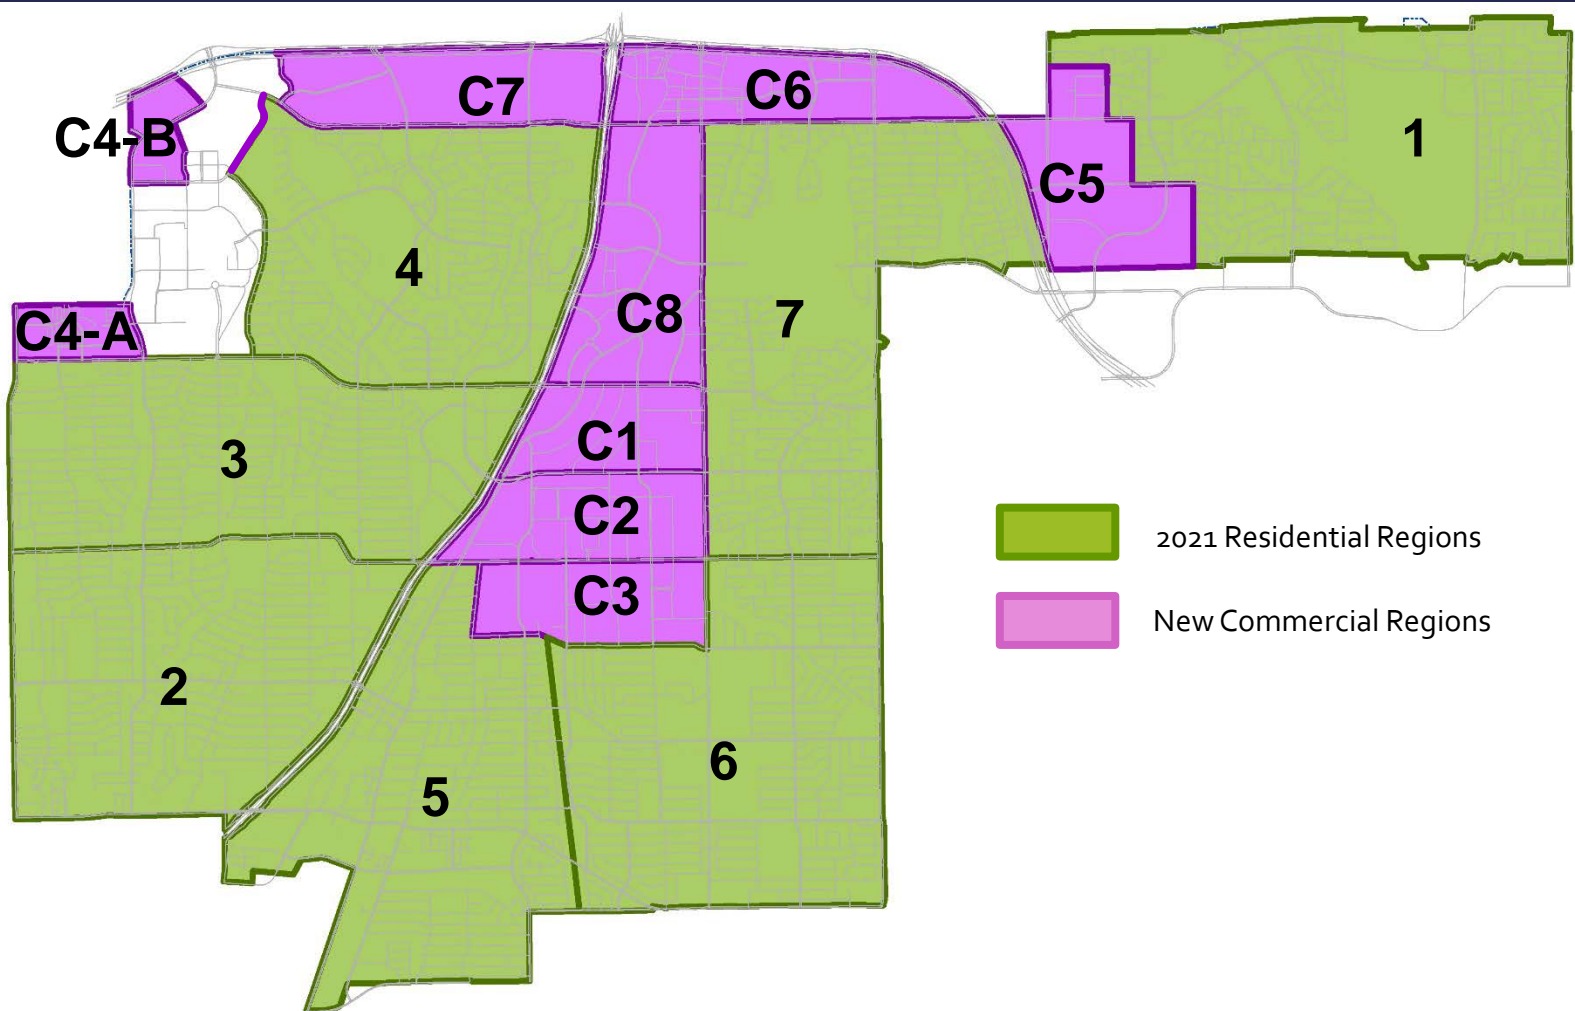 C7
C6
C4-B
1
C5
4
C8
7
C4-A
C1
3
C2
2021 Residential Regions
C3
New Commercial Regions
2
6
5